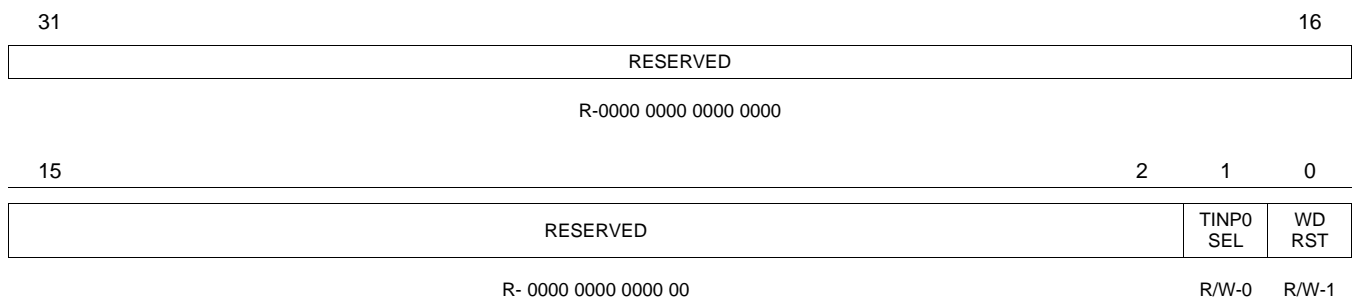 31 16
RESERVED
R-0000 0000 0000 0000
15 2 1 0
RESERVED TINP0 SEL WD RST
R- 0000 0000 0000 00 R/W-0 R/W-1